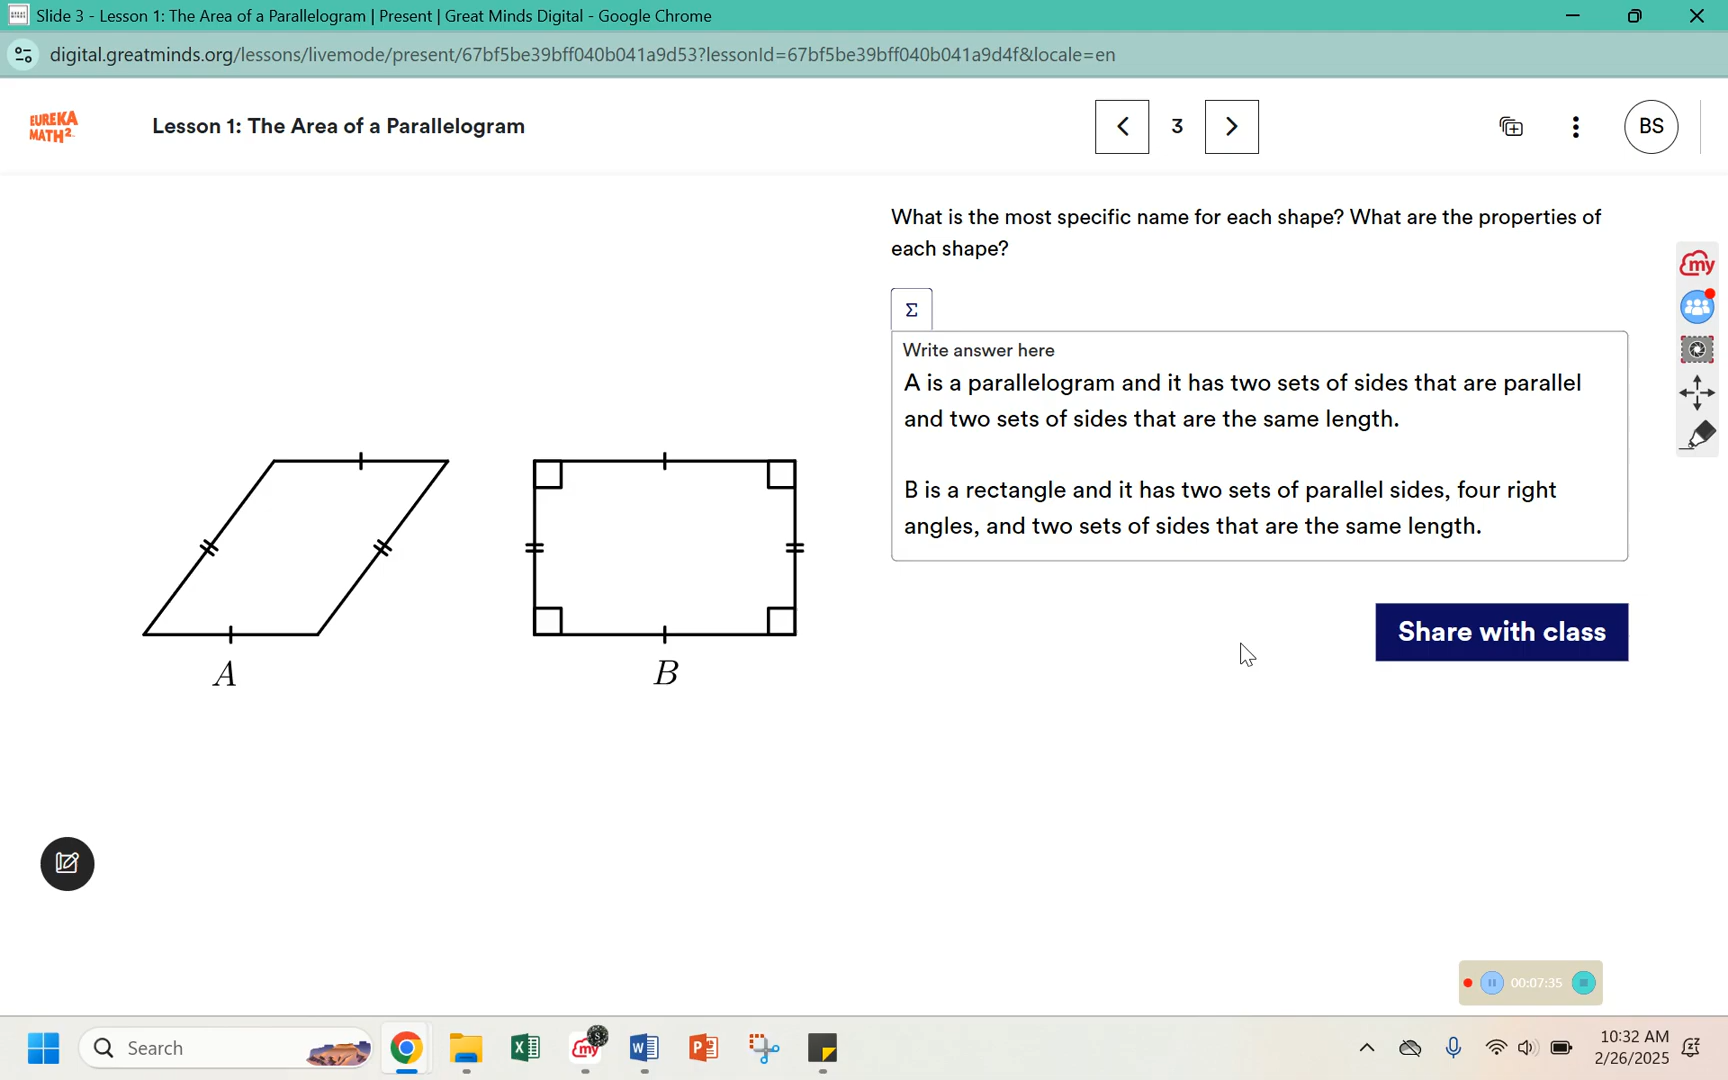 Slide 3 - Lesson 1: The Area of a Parallelogram | Present | Great Minds Digital - Google Chrome
digital.greatminds.org/lessons/livemode/present/67bf5be39bff040b041a9d53?lessonId=67bf5be39bff040b041a9d4f&locale=en
EUREKA
MATH²
Lesson 1: The Area of a Parallelogram
3
BS
What is the most specific name for each shape? What are the properties of
each shape?
Σ
Write answer here
A is a parallelogram and it has two sets of sides that are parallel
and two sets of sides that are the same length.
B is a rectangle and it has two sets of parallel sides, four right
angles, and two sets of sides that are the same length.
Share with class
A
B
my
00:07:35
Search
my
10:32 AM
2/26/2025